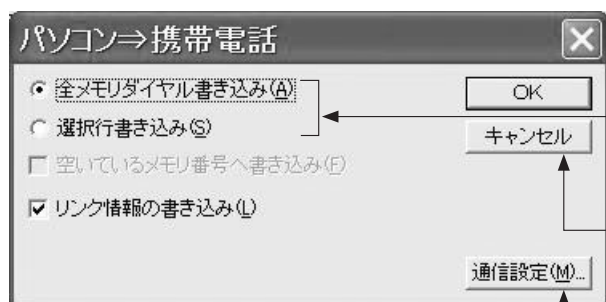 パソコン⇒携帯電話
全メモリダイヤル書き込み(A)
OK
選択行書き込み(S)
キャンセル
空いているメモリ番号へ書き込み(F)
リンク情報の書き込み(L)
通信設定(M)...